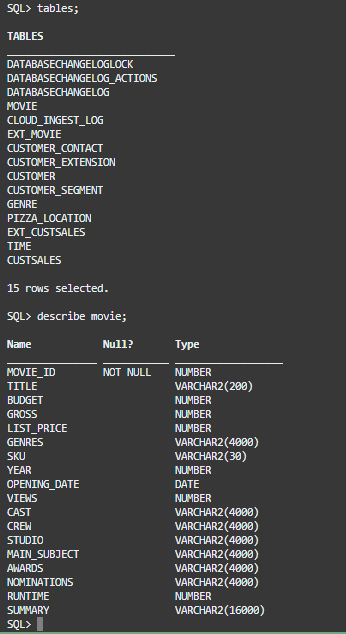 SQL> tables;
TABLES
DATABASECHANGELOGLOCK
DATABASECHANGELOG_ACTIONS
DATABASECHANGELOG
MOVIE
CLOUD_INGEST_LOG
EXT_MOVIE
CUSTOMER_CONTACT
CUSTOMER_EXTENSION
CUSTOMER
CUSTOMER_SEGMENT
GENRE
PIZZA_LOCATION
EXT_CUSTSALES
TIME
CUSTSALES
15 rows selected.
SQL> describe movie;
Name Null? Type
MOVIE_ID NOT NULL NUMBER
TITLE VARCHAR2(200)
BUDGET NUMBER
GROSS NUMBER
LIST_PRICE NUMBER
GENRES VARCHAR2(4000)
SKU VARCHAR2(30)
YEAR NUMBER
OPENING_DATE DATE
VIEWS NUMBER
CAST VARCHAR2(4000)
CREW VARCHAR2(4000)
STUDIO VARCHAR2(4000)
MAIN_SUBJECT VARCHAR2(4000)
AWARDS VARCHAR2(4000)
NOMINATIONS VARCHAR2(4000)
RUNTIME NUMBER
SUMMARY VARCHAR2(16000)
SQL>